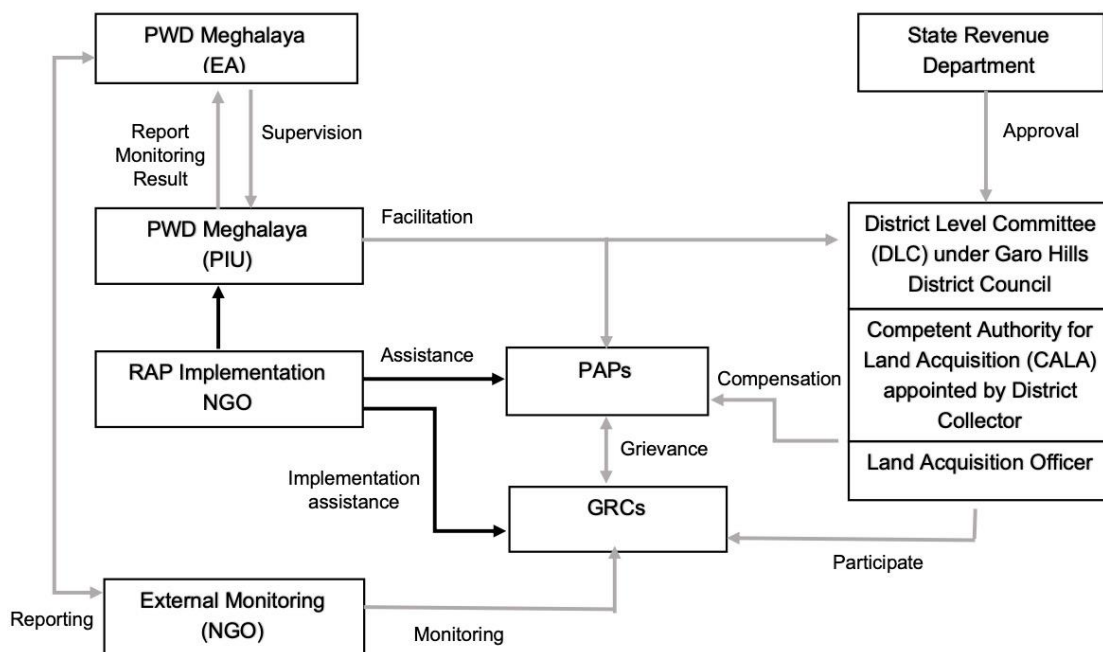 PWD Meghalaya
(EA)
State Revenue
Department
Report
Monitoring
Result
Supervision
Approval
PWD Meghalaya
(PIU)
Facilitation
District Level Committee
(DLC) under Garo Hills
District Council
Competent Authority for
Land Acquisition (CALA)
appointed by District
Collector
Land Acquisition Officer
RAP Implementation
NGO
Assistance
PAPs
Compensation
Grievance
Implementation
assistance
GRCs
Participate
External Monitoring
(NGO)
Reporting
Monitoring